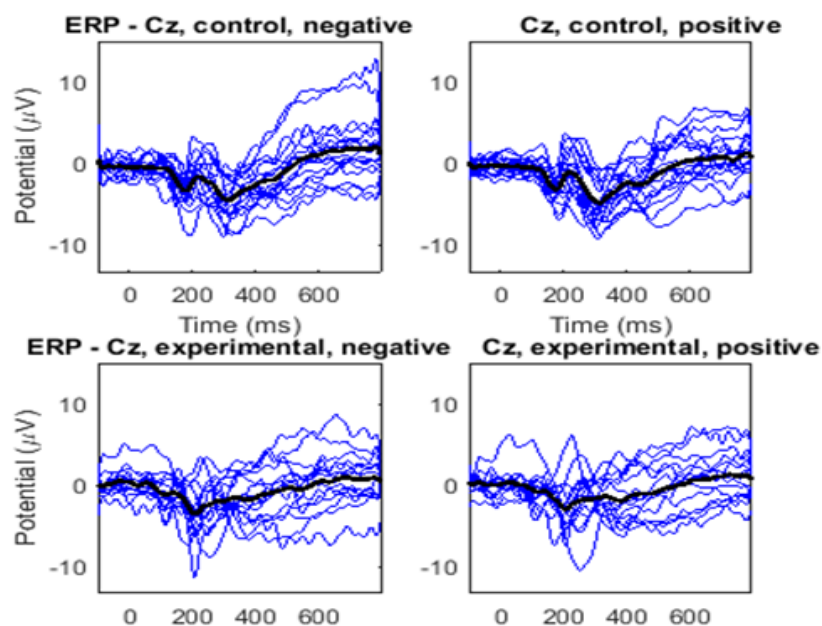 ERP - Cz, control, negative
Cz, control, positive
Potential (μV)
10
0
-10
0 200 400 600
Time (ms)
10
0
-10
0 200 400 600
Time (ms)
ERP - Cz, experimental, negative
Cz, experimental, positive
Potential (μV)
10
0
-10
0 200 400 600
10
0
-10
0 200 400 600